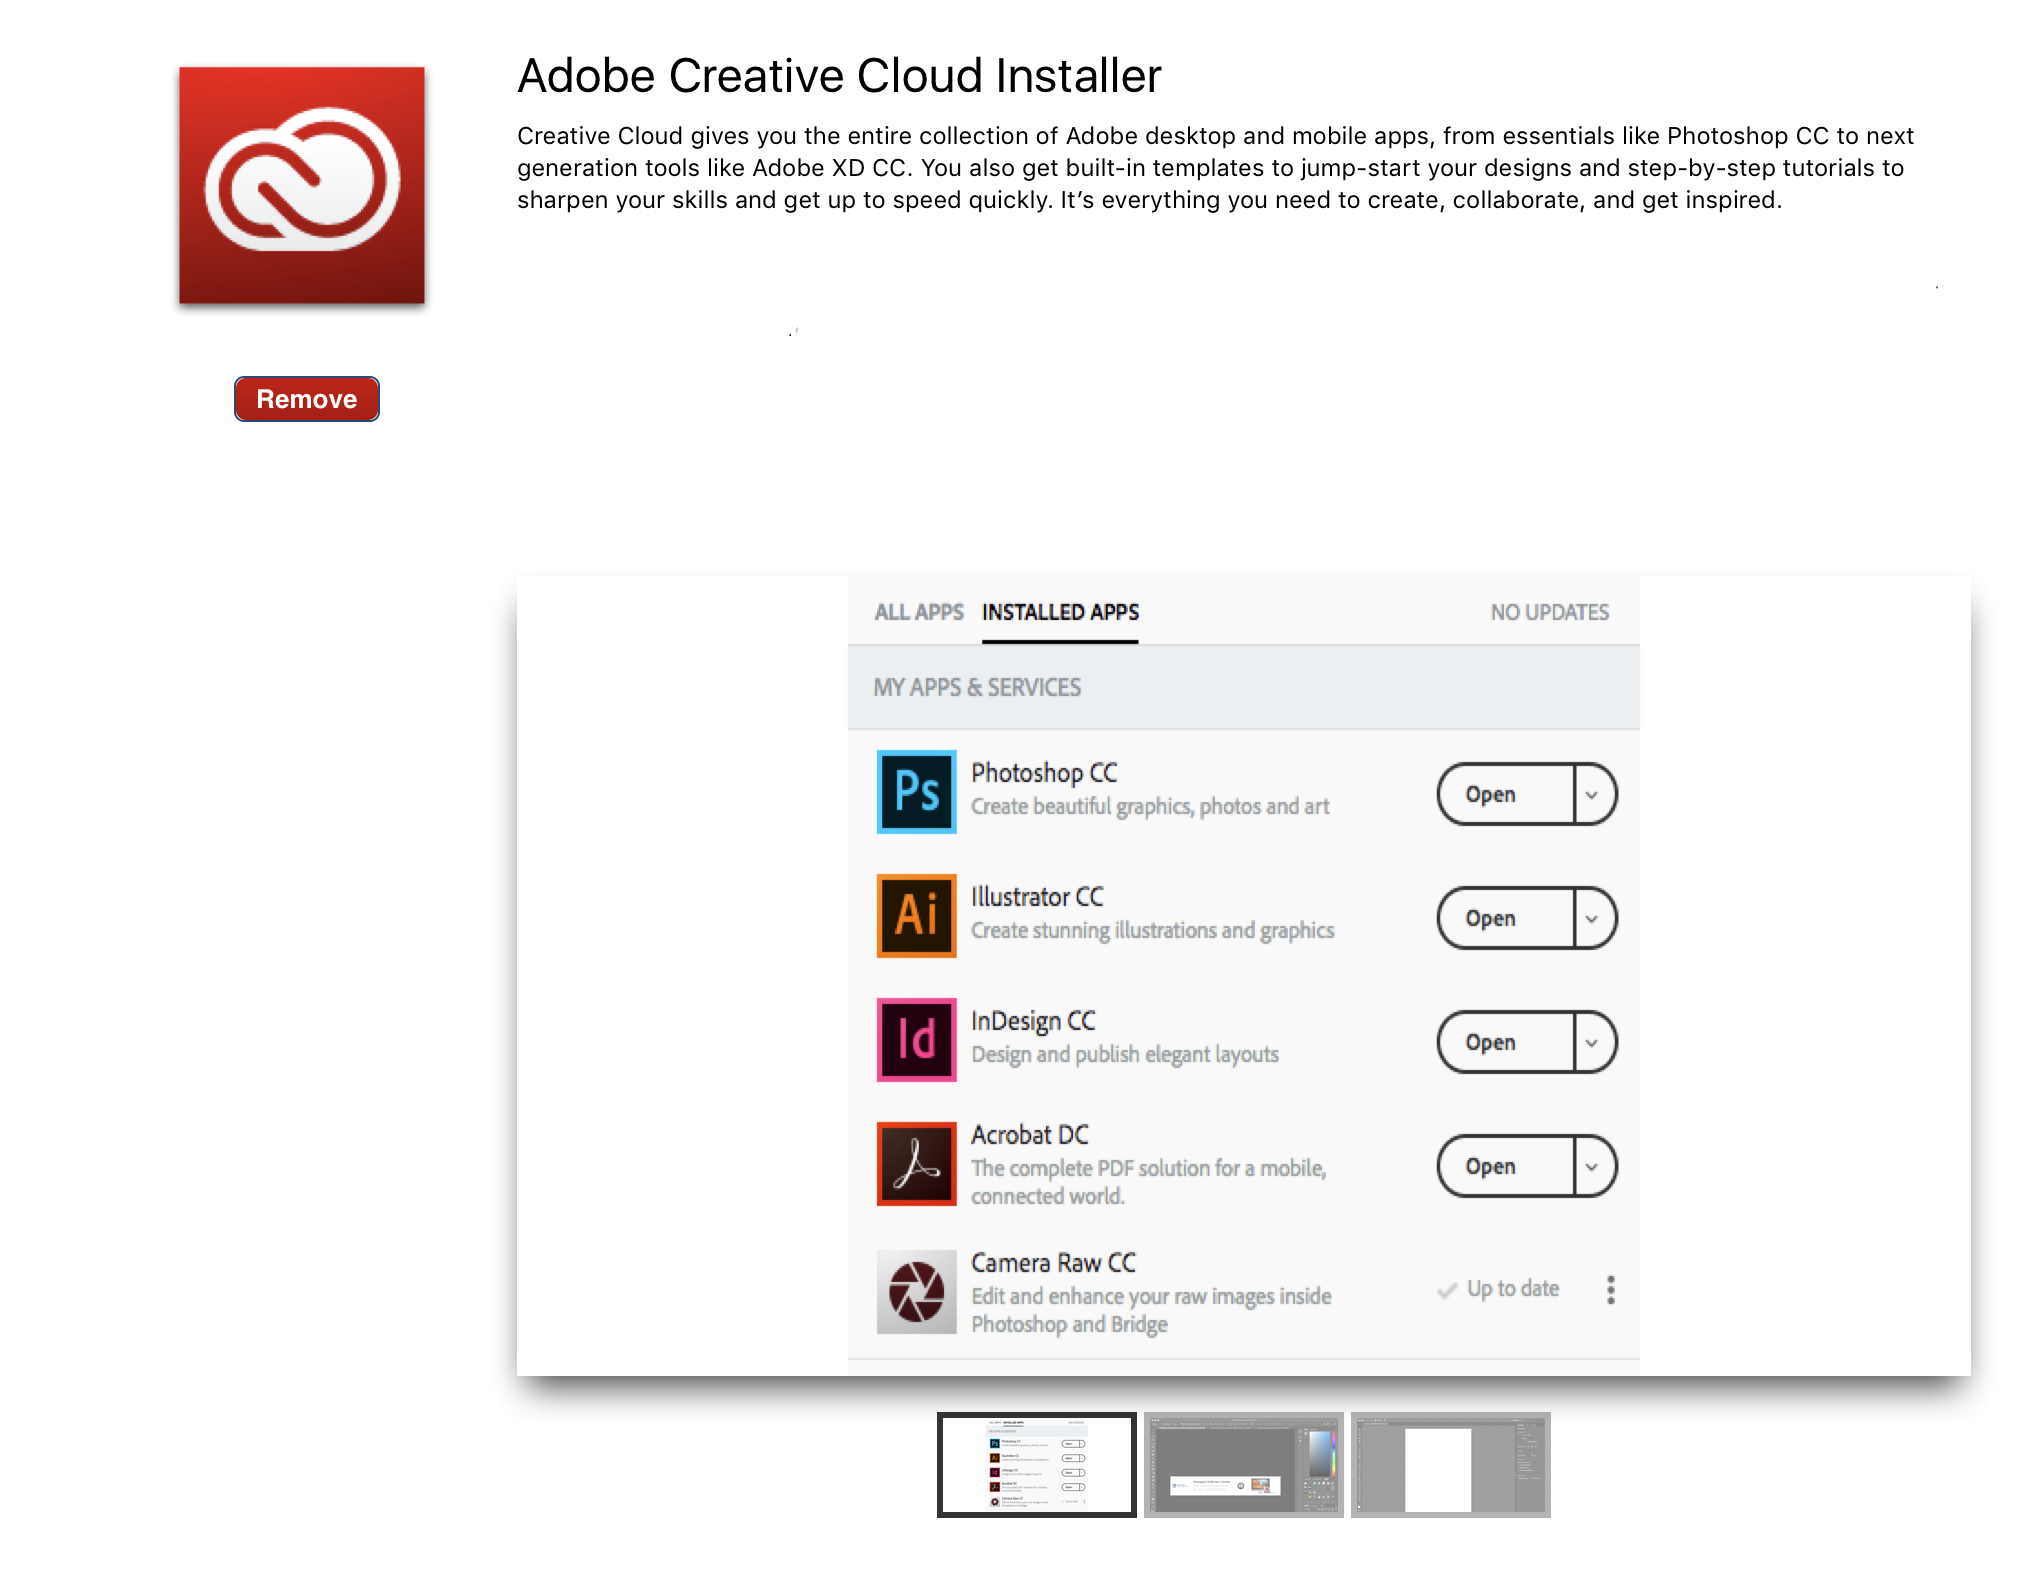 Adobe Creative Cloud Installer
Creative Cloud gives you the entire collection of Adobe desktop and mobile apps, from essentials like Photoshop CC to next
generation tools like Adobe XD CC. You also get built-in templates to jump-start your designs and step-by-step tutorials to
sharpen your skills and get up to speed quickly. It’s everything you need to create, collaborate, and get inspired.
Remove
ALL APPS INSTALLED APPS NO UPDATES
MY APPS & SERVICES
Ps Photoshop CC
Create beautiful graphics, photos and art
Open
Ai Illustrator CC
Create stunning illustrations and graphics
Open
Id InDesign CC
Design and publish elegant layouts
Open
Acrobat DC
The complete PDF solution for a mobile,
connected world.
Open
Camera Raw CC
Edit and enhance your raw images inside
Photoshop and Bridge
Up to date